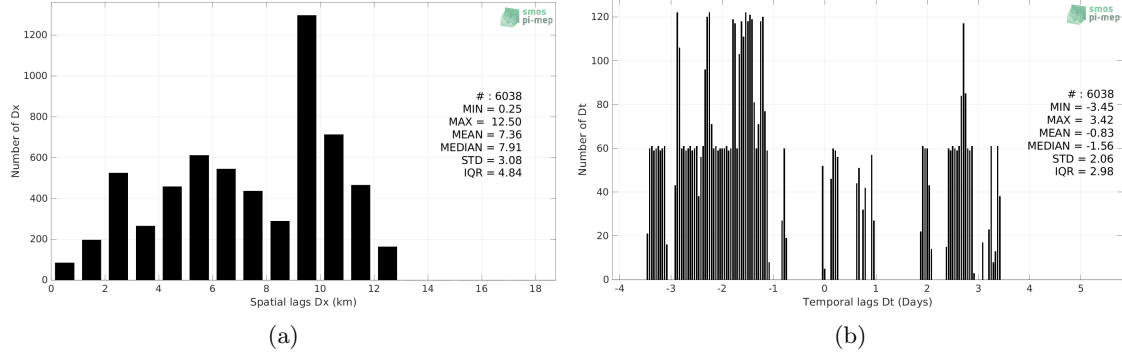 smos
pi-mep
# : 6038
MIN = 0.25
MAX = 12.50
MEAN = 7.36
MEDIAN = 7.91
STD = 3.08
IQR = 4.84
Number of Dx
1200
1000
800
600
400
200
0
0 2 4 6 8 10 12 14 16 18
Spatial lags Dx (km)
(a)
smos
pi-mep
# : 6038
MIN = -3.45
MAX = 3.42
MEAN = -0.83
MEDIAN = -1.56
STD = 2.06
IQR = 2.98
Number of Dt
120
100
80
60
40
20
0
-4 -3 -2 -1 0 1 2 3 4 5
Temporal lags Dt (Days)
(b)